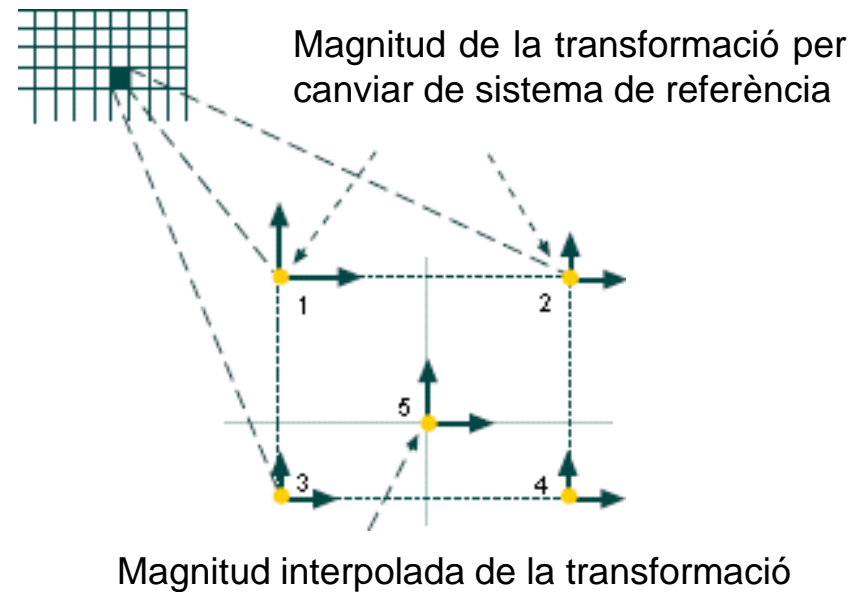 Magnitud de la transformació per
canviar de sistema de referència
1
2
5
3
4
Magnitud interpolada de la transformació